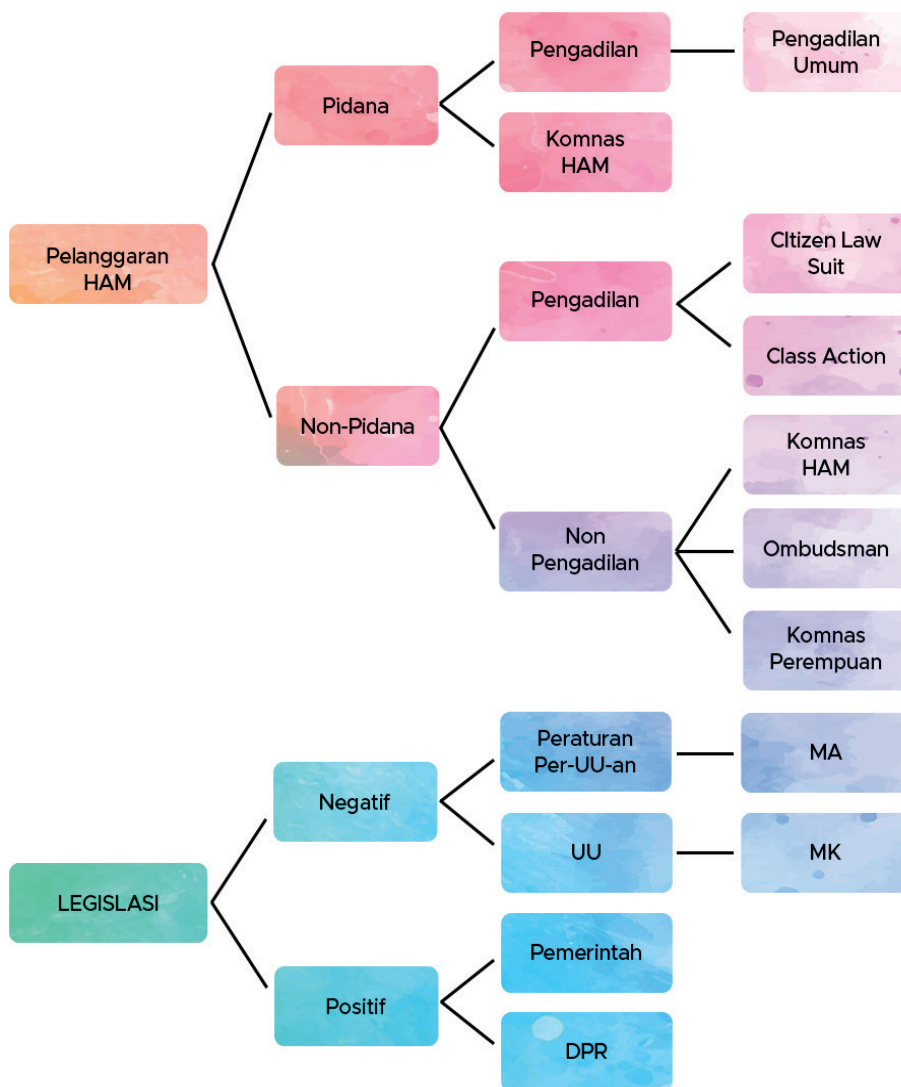 Pengadilan
Pengadilan
Umum
Pidana
Komnas
HAM
Pelanggaran
HAM
CItizen Law
Suit
Pengadilan
Class Action
Non-Pidana
Komnas
HAM
Non
Pengadilan
Ombudsman
Komnas
Perempuan
Peraturan
Per-UU-an
MA
Negatif
UU
MK
LEGISLASI
Pemerintah
Positif
DPR